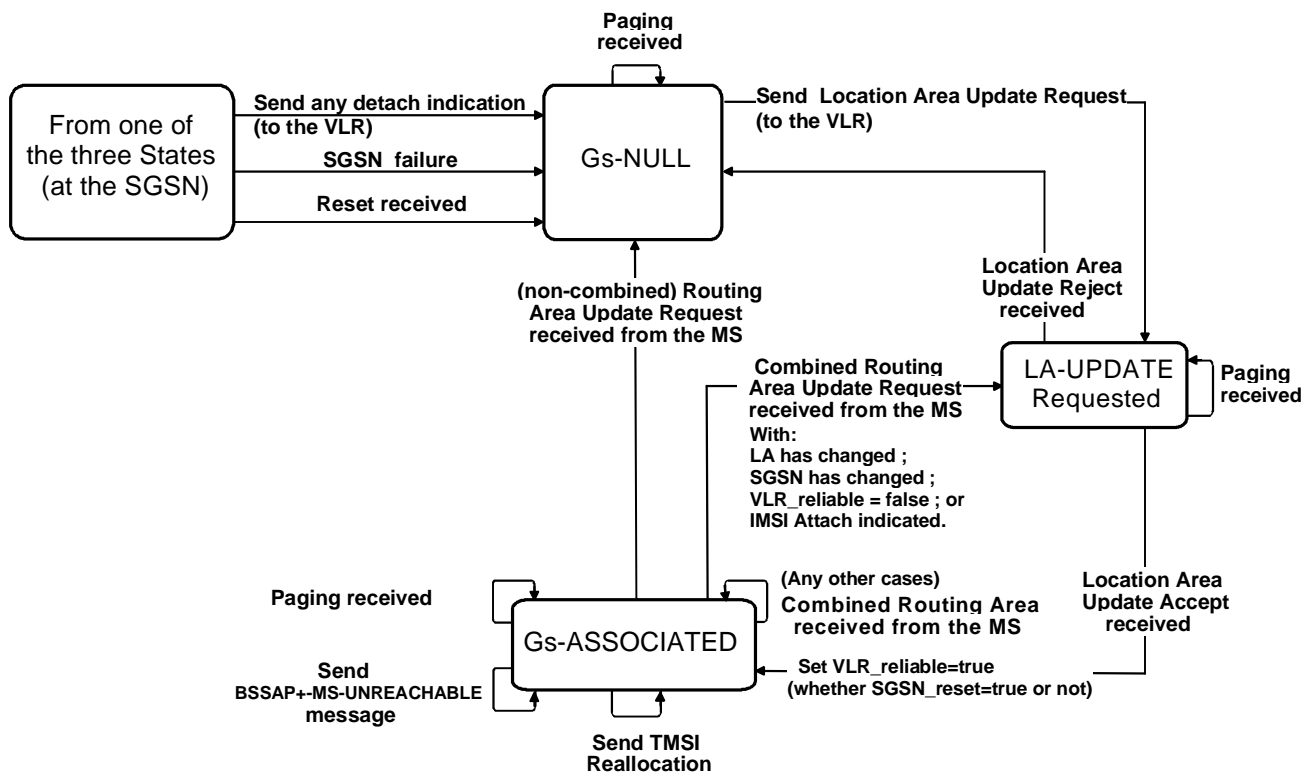 Paging
received
From one of
the three States
(at the SGSN)
Send any detach indication
(to the VLR)
SGSN failure
Reset received
Gs-NULL
Send Location Area Update Request
(to the VLR)
(non-combined) Routing
Area Update Request
received from the MS
Location Area
Update Reject
received
Combined Routing
Area Update Request
received from the MS
With:
LA has changed ;
SGSN has changed ;
VLR_reliable = false ; or
IMSI Attach indicated.
LA-UPDATE
Requested
Paging
received
Paging received
(Any other cases)
Combined Routing Area
received from the MS
Location Area
Update Accept
received
Gs-ASSOCIATED
Send
BSSAP+-MS-UNREACHABLE
message
Set VLR_reliable=true
(whether SGSN_reset=true or not)
Send TMSI
Reallocation